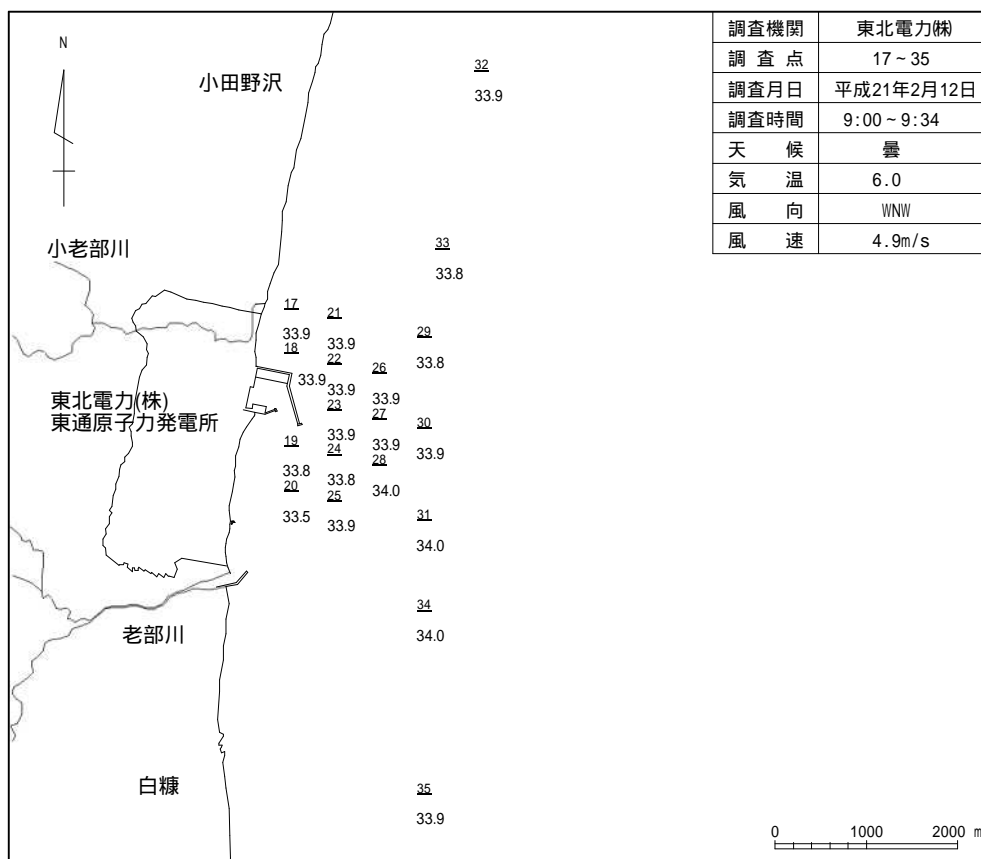 調査機関 東北電力㈱
調査点 17~35
調査月日 平成21年2月12日
調査時間 9:00~9:34
天候 曇
気温 6.0
風向 WNW
風速 4.9m/s
N
小田野沢
32
33.9
小老部川
33
33.8
17
33.9
21
33.9
29
33.8
18
33.9
22
33.9
26
33.9
東北電力(株)
東通原子力発電所
23
33.9
27
33.9
30
33.9
19
33.8
24
33.8
28
34.0
20
33.5
25
33.9
31
34.0
34
34.0
老部川
白糠
35
33.9
0 1000 2000 m